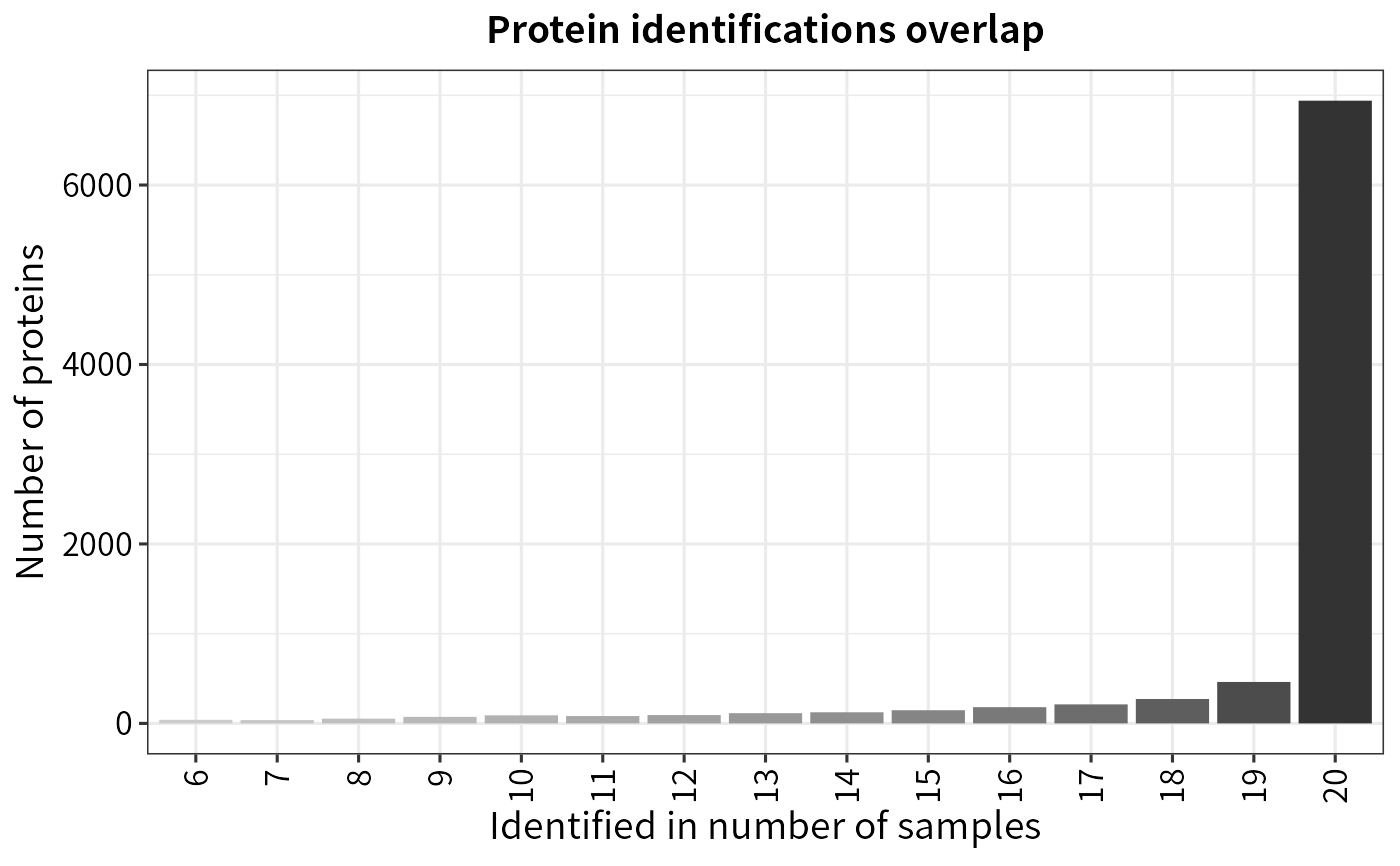 Protein identifications overlap
Number of proteins
6000
4000
2000
0
6 7 8 9 10 11 12 13 14 15 16 17 18 19 20
Identified in number of samples